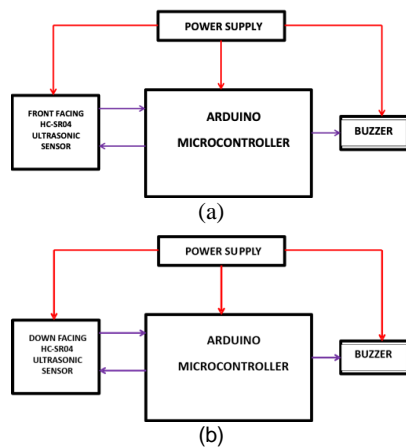 POWER SUPPLY
FRONT FACING
HC-SR04
ULTRASONIC
SENSOR
ARDUINO
MICROCONTROLLER
BUZZER
(a)
POWER SUPPLY
DOWN FACING
HC-SR04
ULTRASONIC
SENSOR
ARDUINO
MICROCONTROLLER
BUZZER
(b)